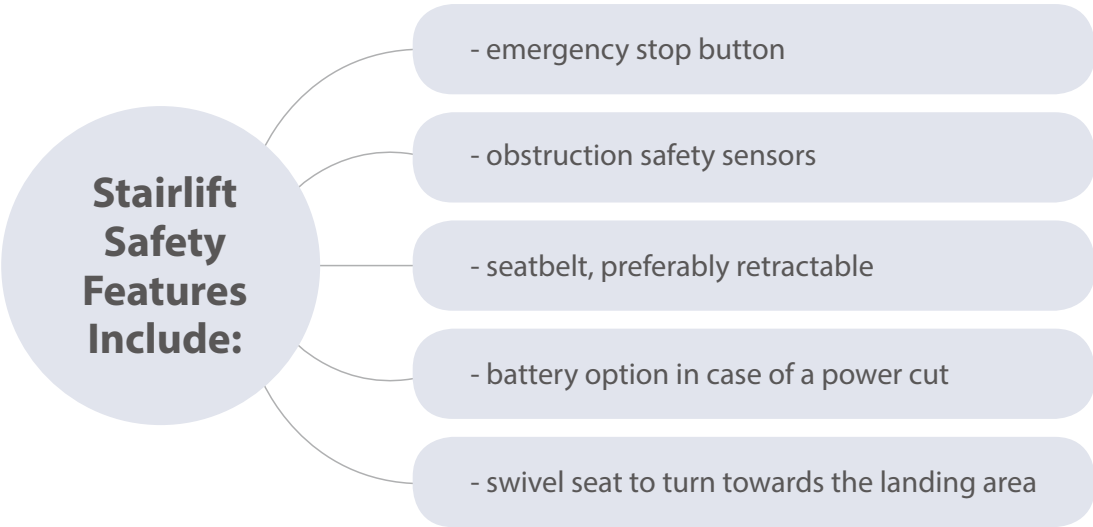 Stairlift
Safety
Features
Include:
- emergency stop button
- obstruction safety sensors
- seatbelt, preferably retractable
- battery option in case of a power cut
- swivel seat to turn towards the landing area